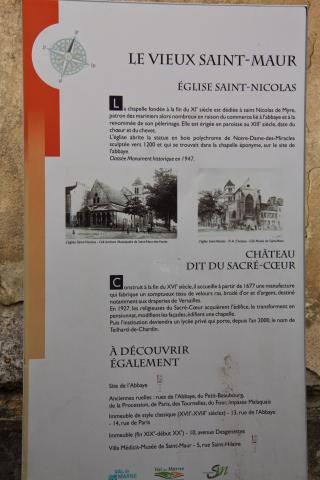 LE VIEUX SAINT-MAUR
ÉGLISE SAINT-NICOLAS
La chapelle fondée à la fin du XIe siècle est dédiée à saint Nicolas de Myre,
patron des mariniers alors nombreux en raison du commerce lié à l'abbaye et à la
renommée de son pèlerinage. Elle est érigée en paroisse au XIIIe siècle, date du
chœur et du chevet.
L'église abrite la statue en bois polychrome de Notre-Dame-des-Miracles
sculptée vers 1200 et qui se trouvait dans la chapelle éponyme, sur le site de
l'abbaye.
Classée Monument historique en 1947.
CHÂTEAU
DIT DU SACRÉ-CŒUR
Construit à la fin du XVIe siècle, il accueille à partir de 1677 une manufacture
qui fabrique un somptueux tissu de velours ras, brodé d'or et d'argent, destiné
notamment aux draperies de Versailles.
En 1927, les religieuses du Sacré-Cœur acquièrent l'édifice, le transforment en
pensionnat, modifient les façades, édifient une chapelle.
Puis l'institution deviendra un lycée privé qui porte, depuis l'an 2000, le nom de
Teilhard-de-Chardin.
À DÉCOUVRIR
ÉGALEMENT
Site de l'Abbaye
Anciennes ruelles : rues de l'Abbaye, du Petit-Beaubourg,
de la Procession, de Paris, des Tournelles, du Four, impasse Malaquais
Immeuble de style classique (XVIIe-XVIIIe siècles) - 13, rue de l'Abbaye
- 14, rue de Paris
Immeuble (fin XIXe-début XXe) - 10, avenue Desgenettes
Villa Médicis-Musée de Saint-Maur - 5, rue Saint-Hilaire
VAL DE
MARNE
Val de Marne